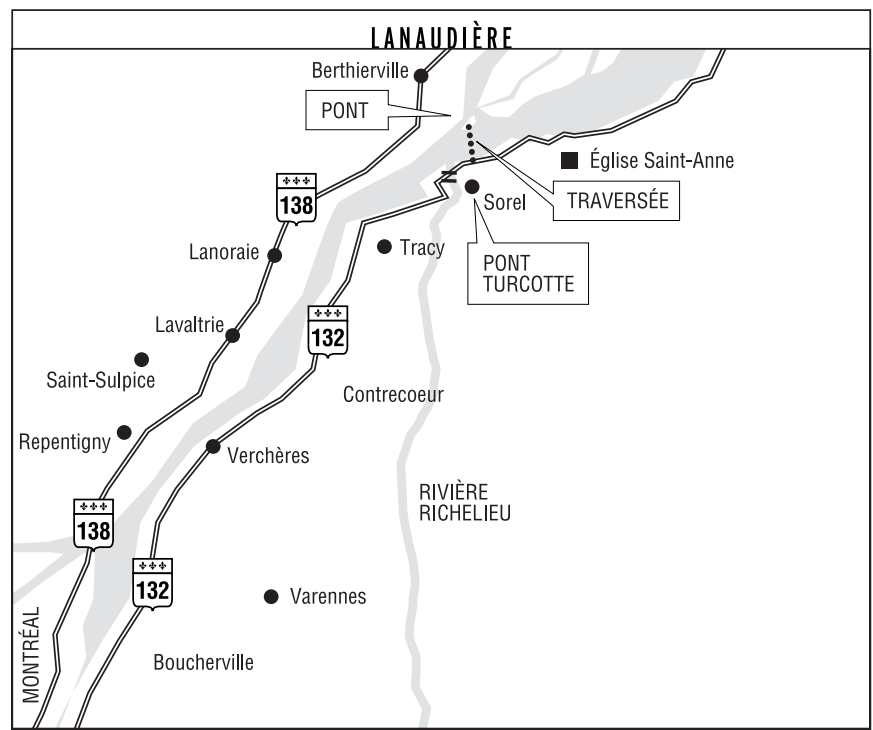 LANAUDIÈRE
Berthierville
PONT
Église Saint-Anne
138
TRAVERSÉE
Sorel
Lanoraie
Tracy
PONT
TURCOTTE
Lavaltrie
132
Saint-Sulpice
Contrecoeur
Repentigny
Verchères
RIVIÈRE
RICHELIEU
138
132
Varennes
MONTRÉAL
Boucherville